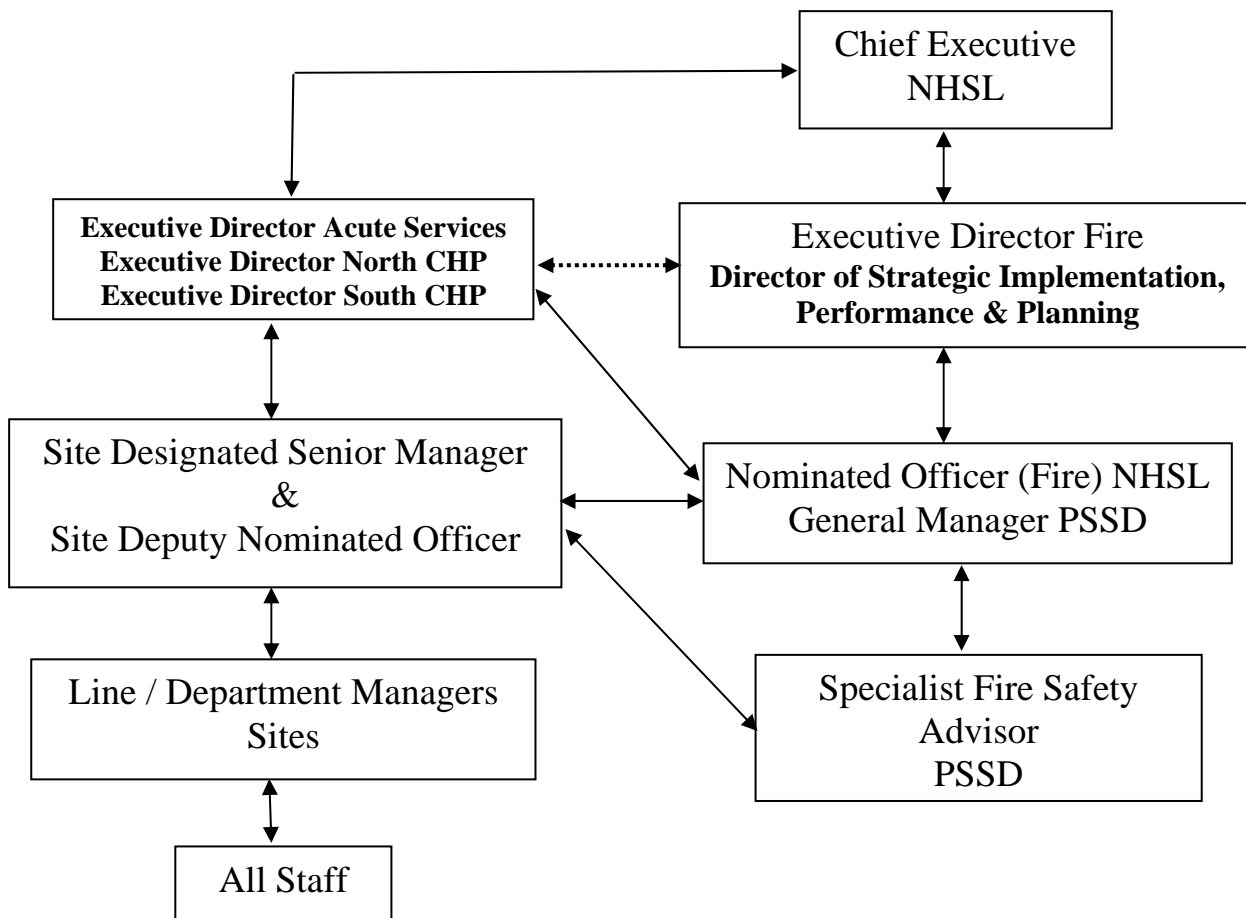 Chief Executive
NHSL
Executive Director Acute Services
Executive Director North CHP
Executive Director South CHP
Executive Director Fire
Director of Strategic Implementation,
Performance & Planning
Site Designated Senior Manager
&
Site Deputy Nominated Officer
Nominated Officer (Fire) NHSL
General Manager PSSD
Line / Department Managers
Sites
Specialist Fire Safety
Advisor
PSSD
All Staff